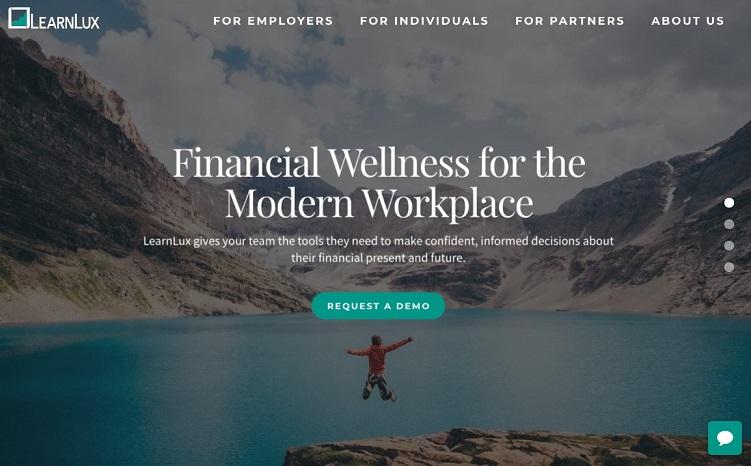 LEARNLUX
FOR EMPLOYERS
FOR INDIVIDUALS
FOR PARTNERS
ABOUT US
Financial Wellness for the
Modern Workplace
LearnLux gives your team the tools they need to make confident, informed decisions about
their financial present and future.
REQUEST A DEMO